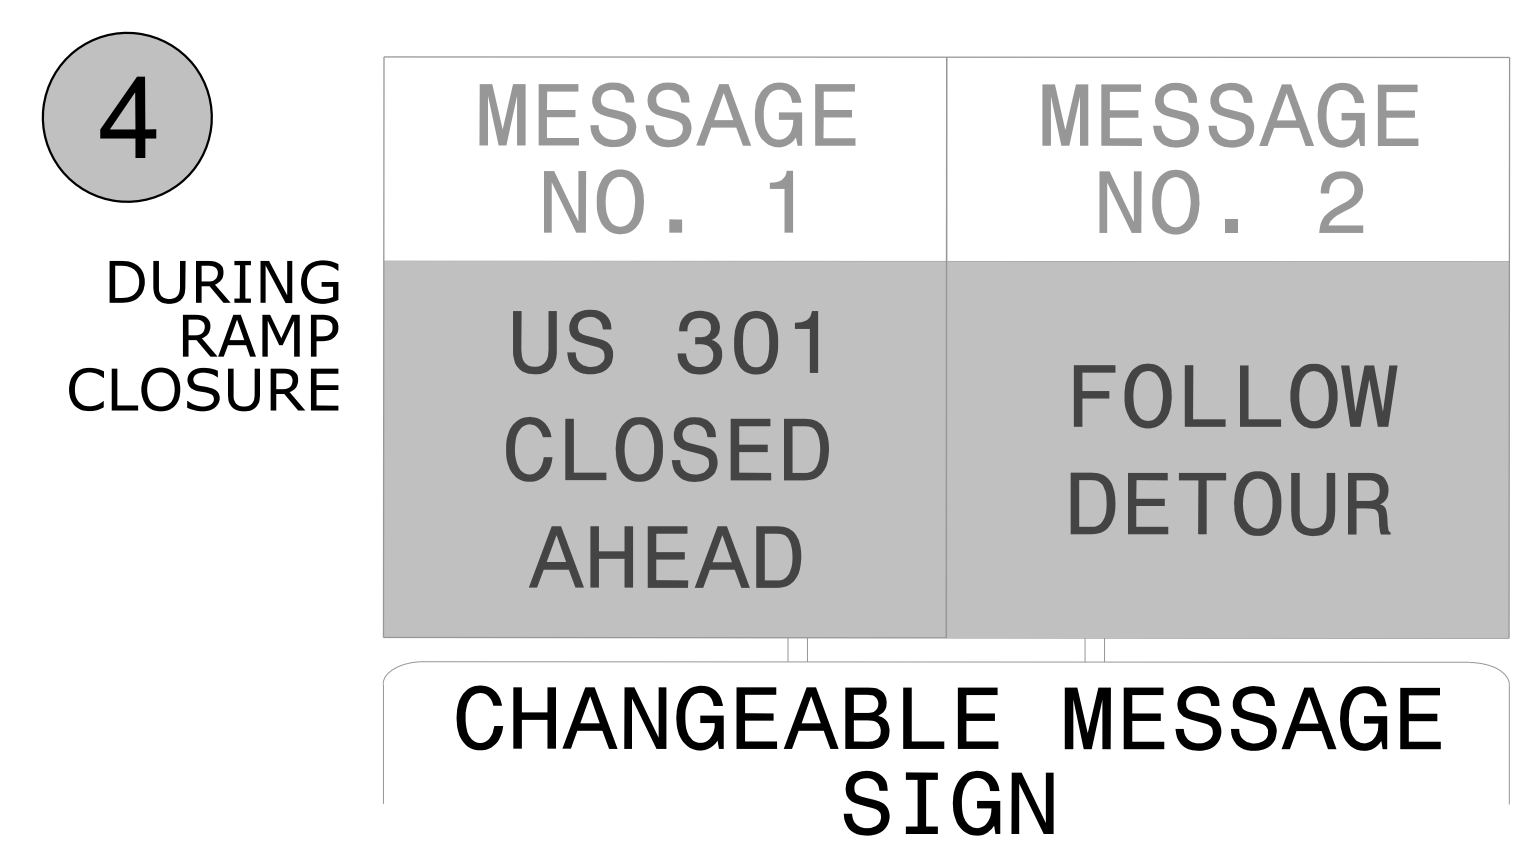 4
DURING
RAMP
CLOSURE
MESSAGE
NO. 1
MESSAGE
NO. 2
US 301
CLOSED
AHEAD
FOLLOW
DETOUR
CHANGEABLE MESSAGE
SIGN